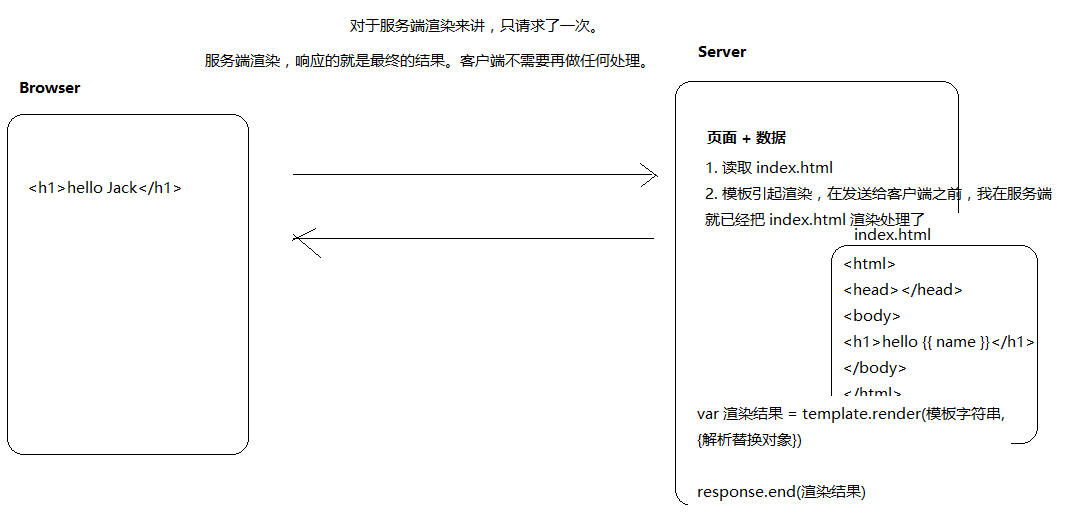 对于服务端渲染来讲，只请求了一次。
服务端渲染，响应的就是最终的结果。客户端不需要再做任何处理。
Browser
<h1>hello Jack</h1>
Server
页面 + 数据
1. 读取 index.html
2. 模板引起渲染，在发送给客户端之前，我在服务端
就已经把 index.html 渲染处理了
index.html
<html>
<head></head>
<body>
<h1>hello {{ name }}</h1>
</body>
</html>
var 渲染结果 = template.render(模板字符串,
{解析替换对象})
response.end(渲染结果)